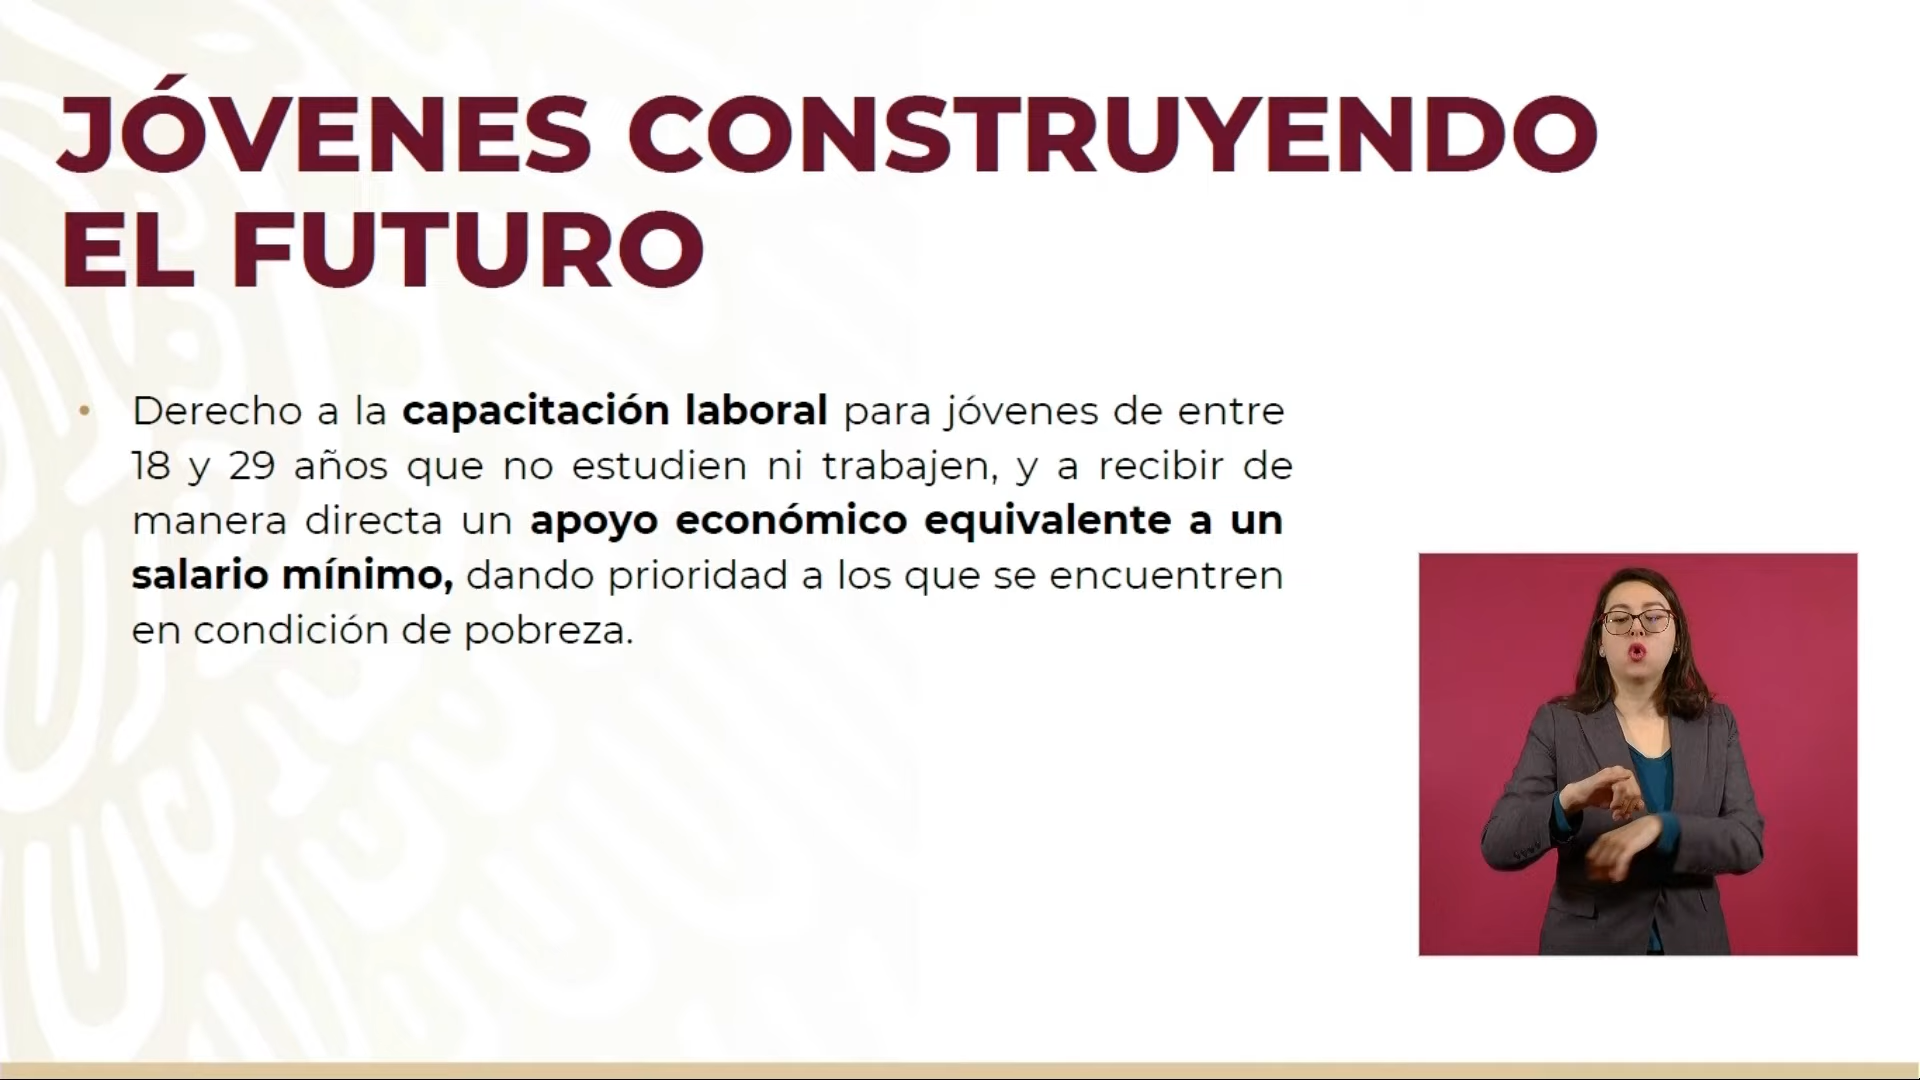 JÓVENES CONSTRUYENDO
EL FUTURO
• Derecho a la capacitación laboral para jóvenes de entre
18 y 29 años que no estudien ni trabajen, y a recibir de
manera directa un apoyo económico equivalente a un
salario mínimo, dando prioridad a los que se encuentren
en condición de pobreza.